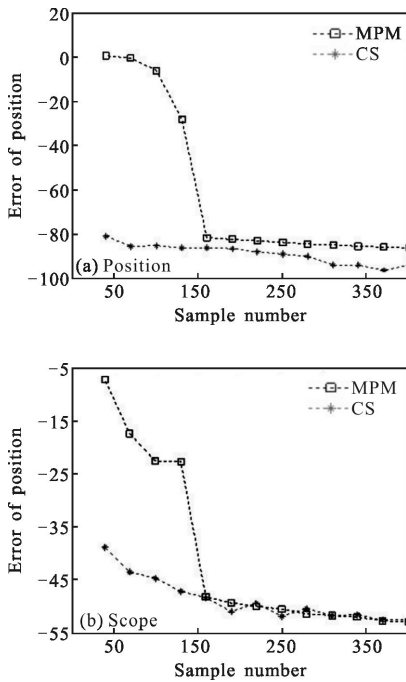 20
0
−20
−40
−60
−80
−100
Error of position
MPM
CS
(a) Position
50
150
250
350
Sample number
−5
−15
−25
−45
−55
Error of position
MPM
CS
(b) Scope
50
150
250
350
Sample number